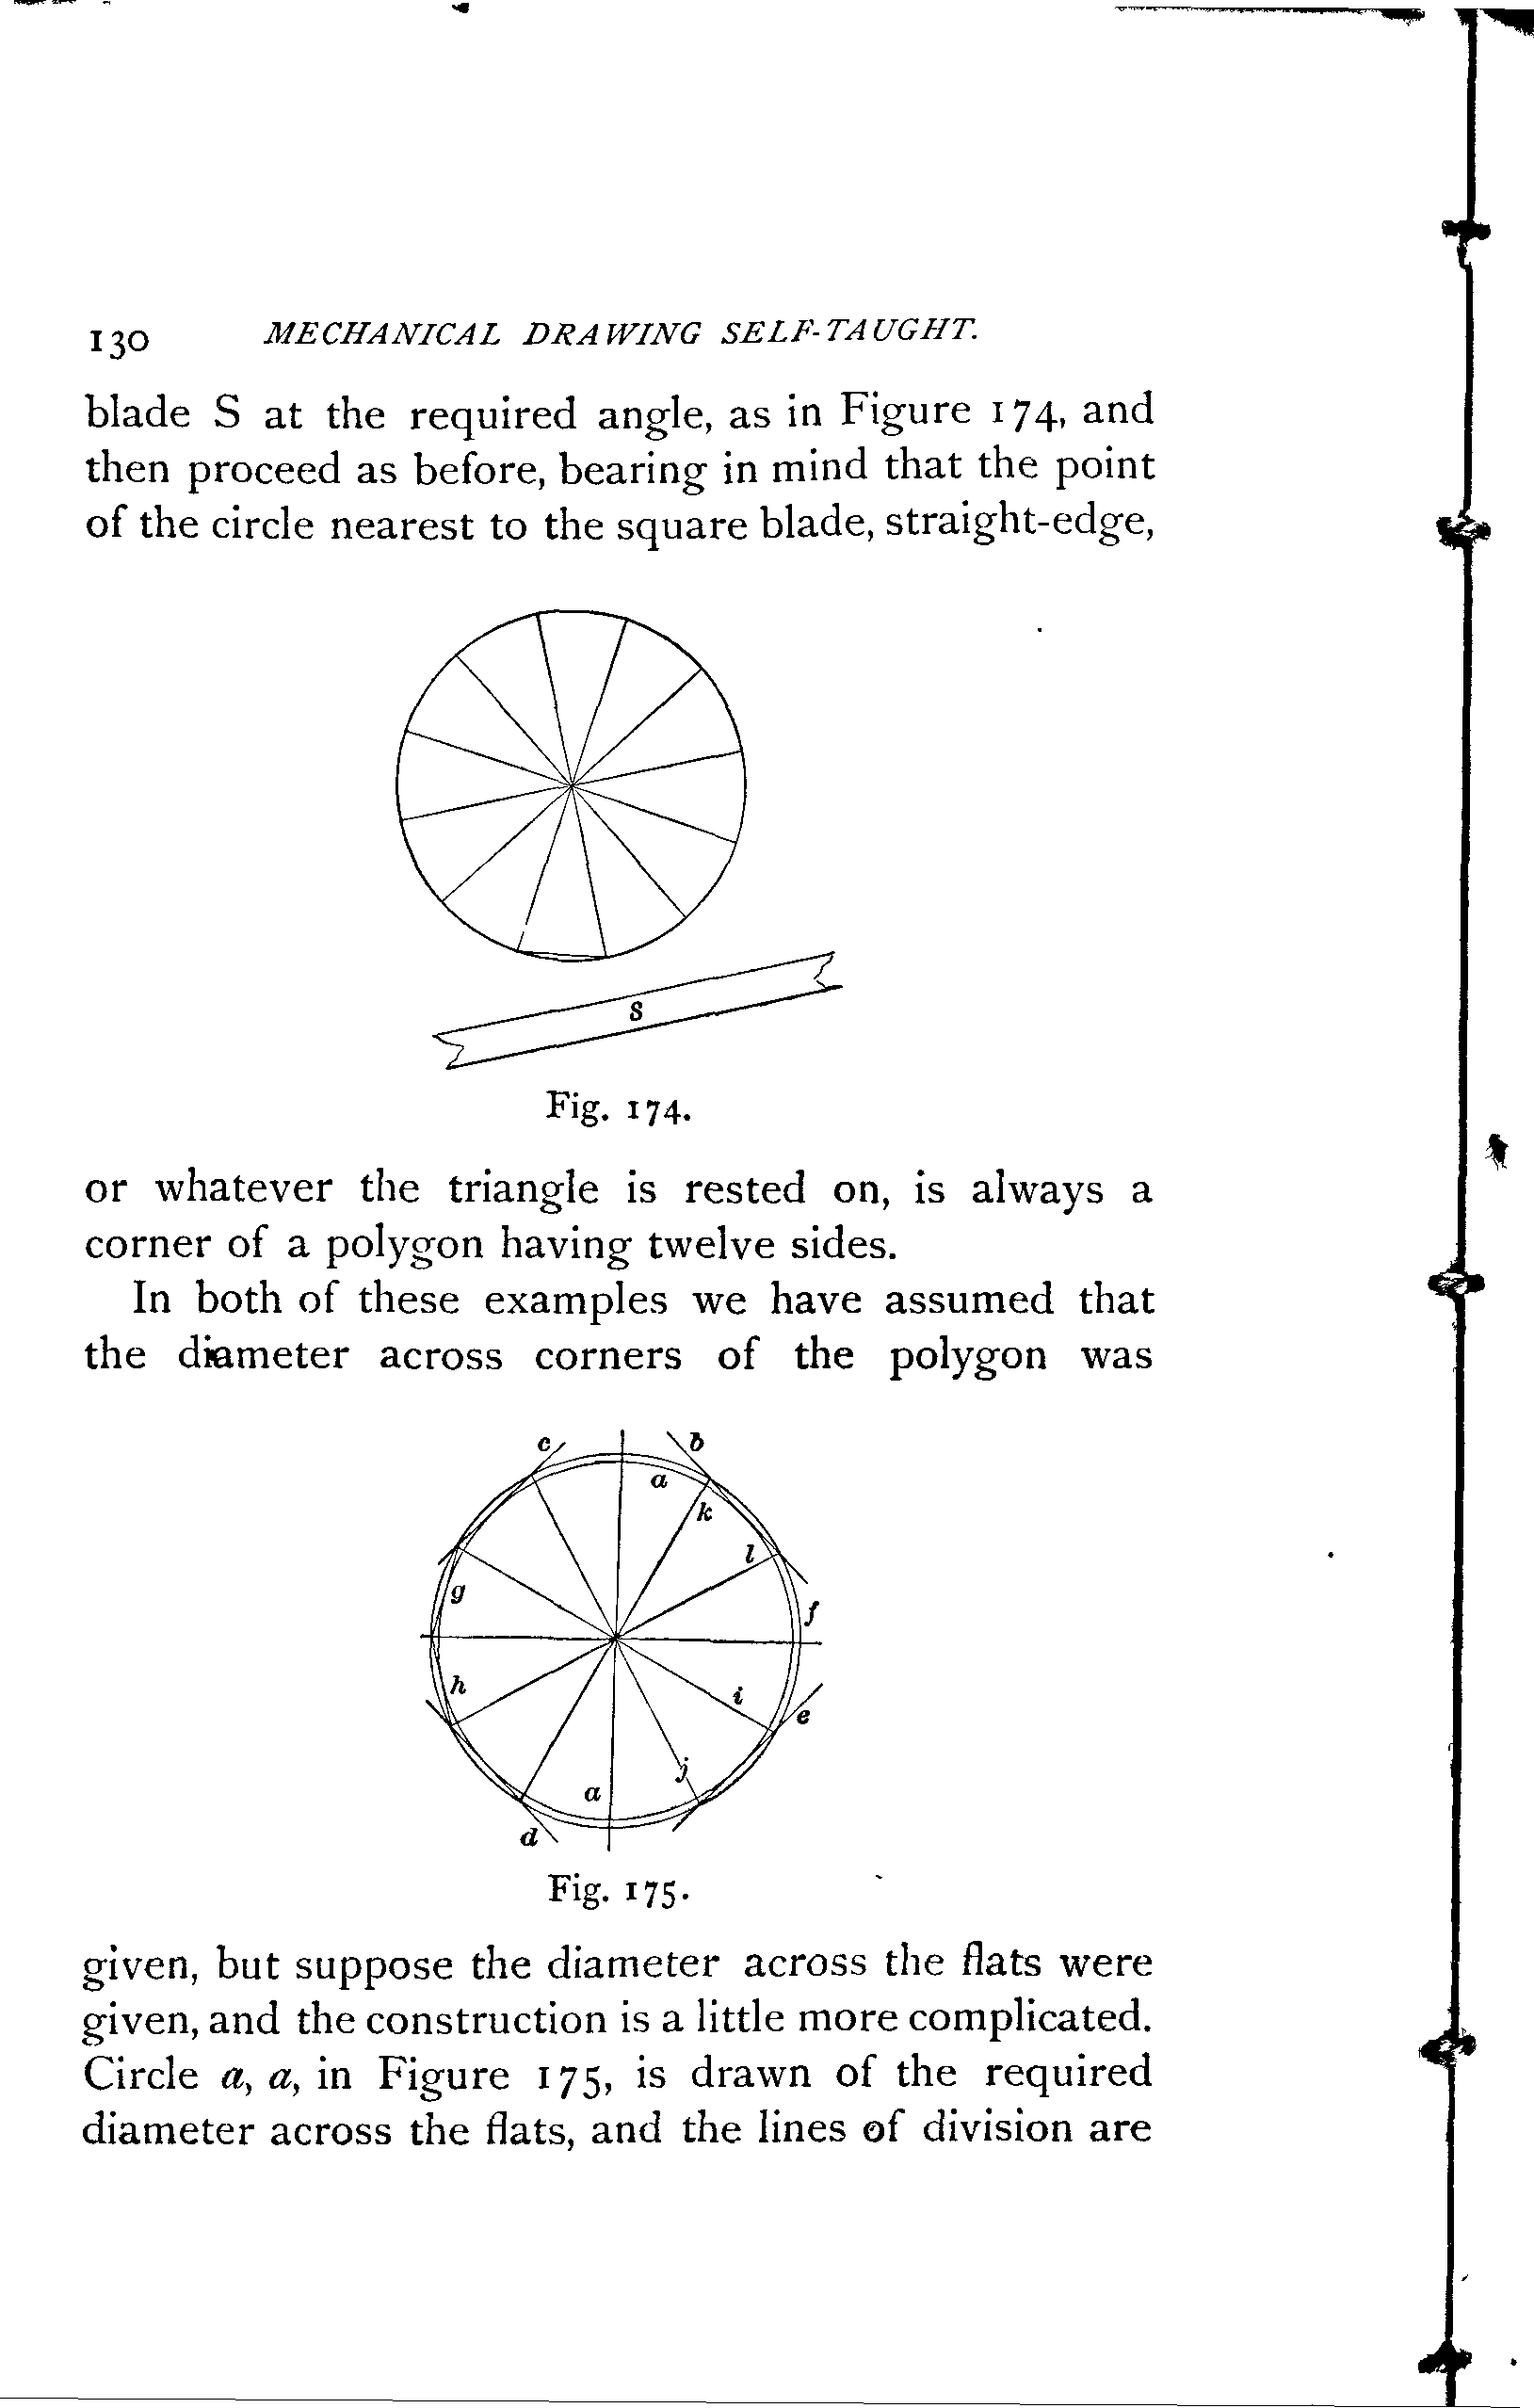 130 MECHANICAL DRAWING SELF-TAUGHT.
blade S at the required angle, as in Figure 174, and
then proceed as before, bearing in mind that the point
of the circle nearest to the square blade, straight-edge,
S
Fig. 174.
or whatever the triangle is rested on, is always a
corner of a polygon having twelve sides.
In both of these examples we have assumed that
the diameter across corners of the polygon was
c b
a
k
l
g
f
h
i
e
j
a
d
Fig. 175.
given, but suppose the diameter across the flats were
given, and the construction is a little more complicated.
Circle a, a, in Figure 175, is drawn of the required
diameter across the flats, and the lines of division are